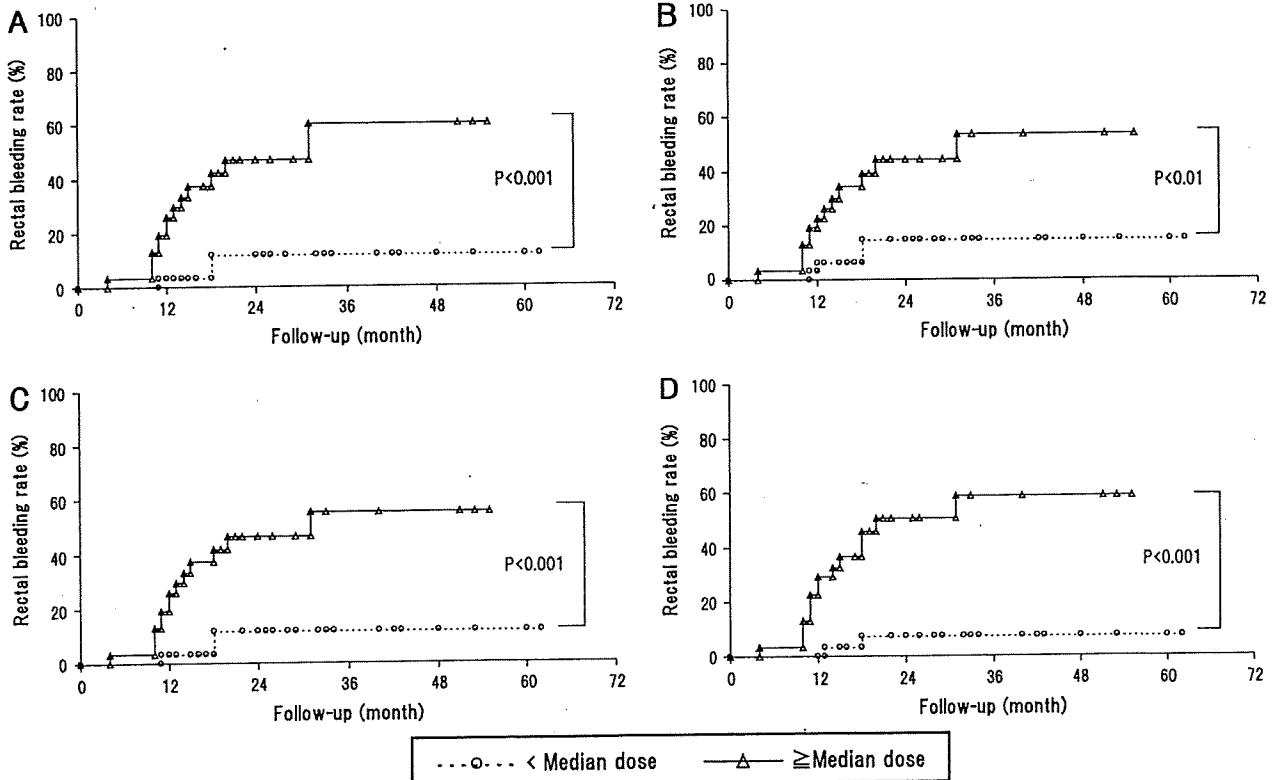 A
Rectal bleeding rate (%)
100
80
60
40
20
0
P<0.001
0 12 24 36 48 60 72
Follow-up (month)
B
Rectal bleeding rate (%)
100
80
60
40
20
0
P<0.01
0 12 24 36 48 60 72
Follow-up (month)
C
Rectal bleeding rate (%)
100
80
60
40
20
0
P<0.001
0 12 24 36 48 60 72
Follow-up (month)
D
Rectal bleeding rate (%)
100
80
60
40
20
0
P<0.001
0 12 24 36 48 60 72
Follow-up (month)
< Median dose ≧Median dose